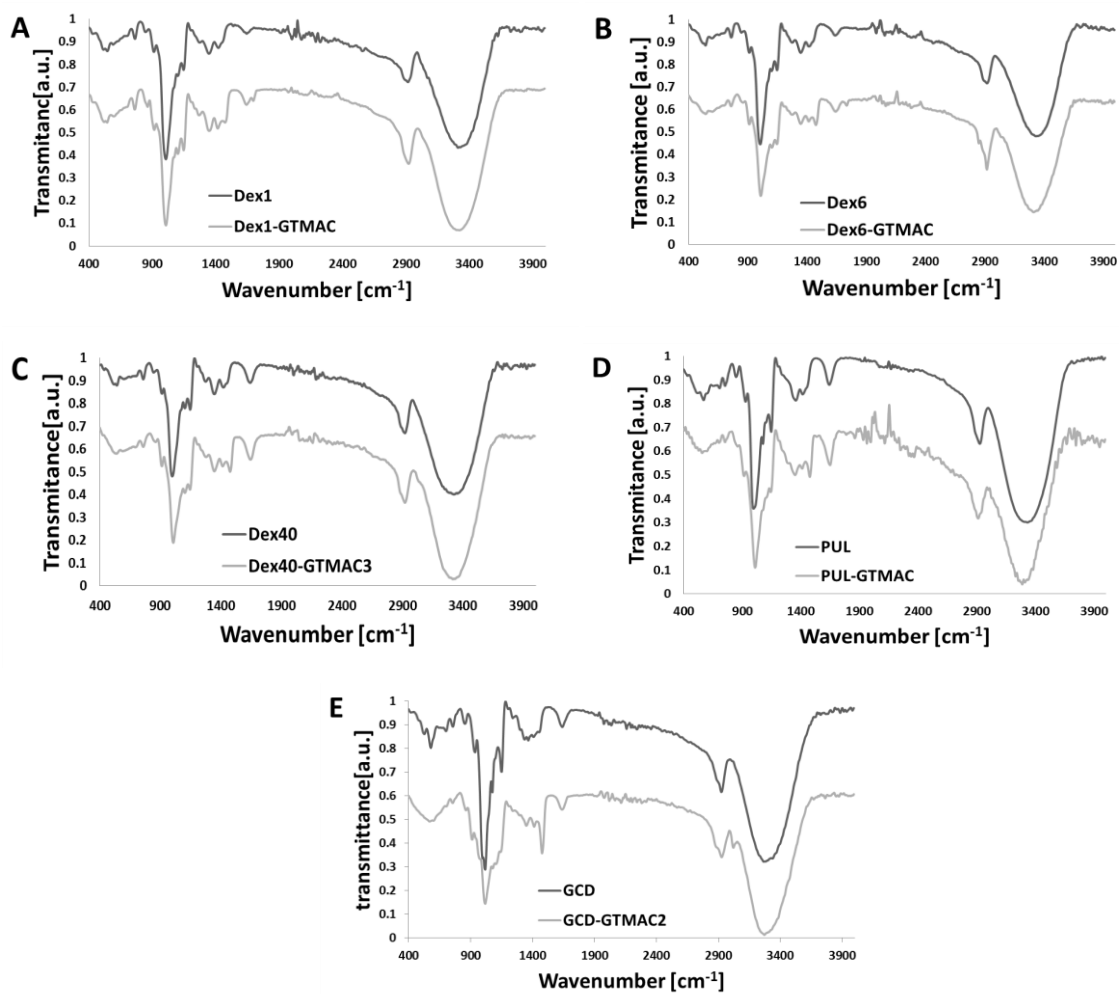 A
Transmitanc[a.u.]
1
0.9
0.8
0.7
0.6
0.5
0.4
0.3
0.2
0.1
0
Dex1
Dex1-GTMAC
400 900 1400 1900 2400 2900 3400 3900
Wavenumber [cm-1]
B
Transmitance [a.u.]
1
0.9
0.8
0.7
0.6
0.5
0.4
0.3
0.2
0.1
0
Dex6
Dex6-GTMAC
400 900 1400 1900 2400 2900 3400 3900
Wavenumber [cm-1]
C
Transmitance[a.u.]
1
0.9
0.8
0.7
0.6
0.5
0.4
0.3
0.2
0.1
0
Dex40
Dex40-GTMAC3
400 900 1400 1900 2400 2900 3400 3900
Wavenumber [cm-1]
D
Transmitance [a.u.]
1
0.9
0.8
0.7
0.6
0.5
0.4
0.3
0.2
0.1
0
PUL
PUL-GTMAC
400 900 1400 1900 2400 2900 3400 3900
Wavenumber [cm-1]
E
transmittance[a.u.]
1
0.9
0.8
0.7
0.6
0.5
0.4
0.3
0.2
0.1
0
GCD
GCD-GTMAC2
400 900 1400 1900 2400 2900 3400 3900
Wavenumber [cm-1]